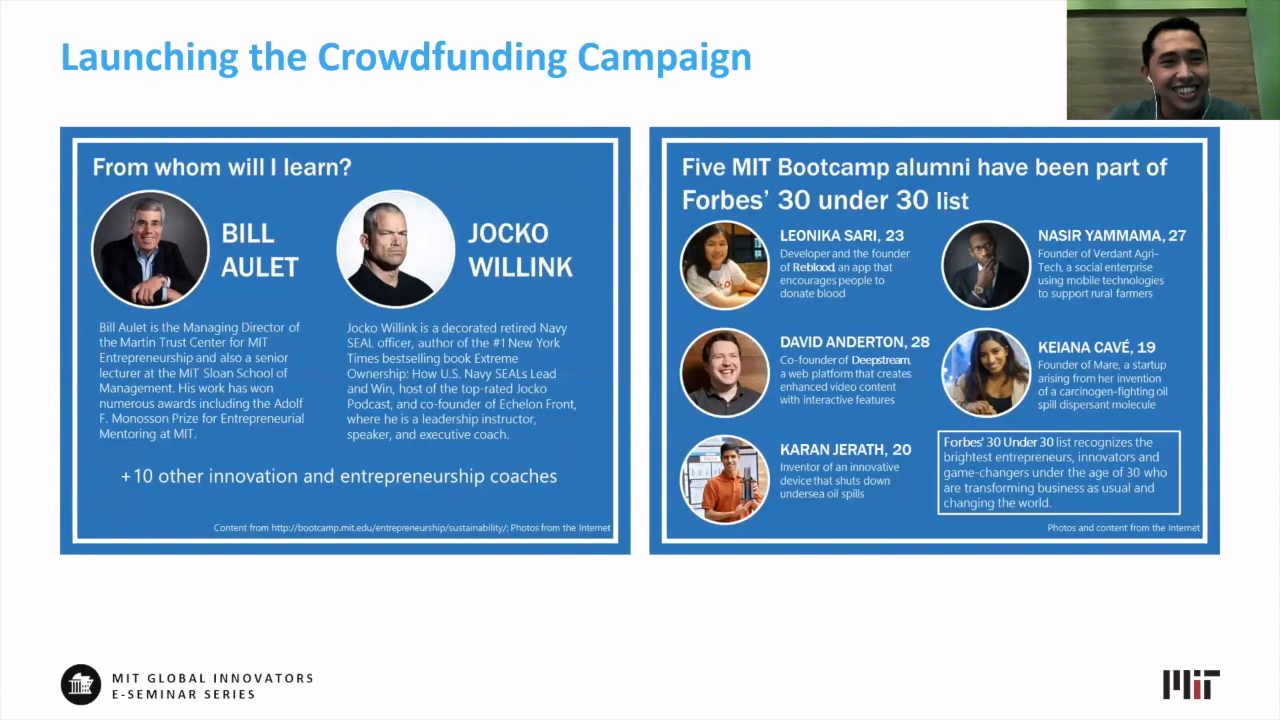 Launching the Crowdfunding Campaign
From whom will I learn?
BILL
AULET
Bill Aulet is the Managing Director of
the Martin Trust Center for MIT
Entrepreneurship and also a senior
lecturer at the MIT Sloan School of
Management. His work has won
numerous awards including the Adolf
F. Monosson Prize for Entrepreneurial
Mentoring at MIT.
JOCKO
WILLINK
Jocko Willink is a decorated retired Navy
SEAL officer, author of the #1 New York
Times bestselling book Extreme
Ownership: How U.S. Navy SEALs Lead
and Win, host of the top-rated Jocko
Podcast, and co-founder of Echelon Front,
where he is a leadership instructor,
speaker, and executive coach.
+10 other innovation and entrepreneurship coaches
Content from http://bootcamp.mit.edu/entrepreneurship/sustainability/; Photos from the Internet
Five MIT Bootcamp alumni have been part of
Forbes' 30 under 30 list
LEONIKA SARI, 23
Developer and the founder
of Reblood, an app that
encourages people to
donate blood
NASIR YAMMAMA, 27
Founder of Verdant Agri-
Tech, a social enterprise
using mobile technologies
to support rural farmers
DAVID ANDERTON, 28
Co-founder of Deepstream,
a web platform that creates
enhanced video content
with interactive features
KEIANA CAVÉ, 19
Founder of Mare, a startup
arising from her invention
of a carcinogen-fighting oil
spill dispersant molecule
KARAN JERATH, 20
Inventor of an innovative
device that shuts down
undersea oil spills
Forbes' 30 Under 30 list recognizes the
brightest entrepreneurs, innovators and
game-changers under the age of 30 who
are transforming business as usual and
changing the world.
Photos and content from the Internet
MIT GLOBAL INNOVATORS
E-SEMINAR SERIES
MIT